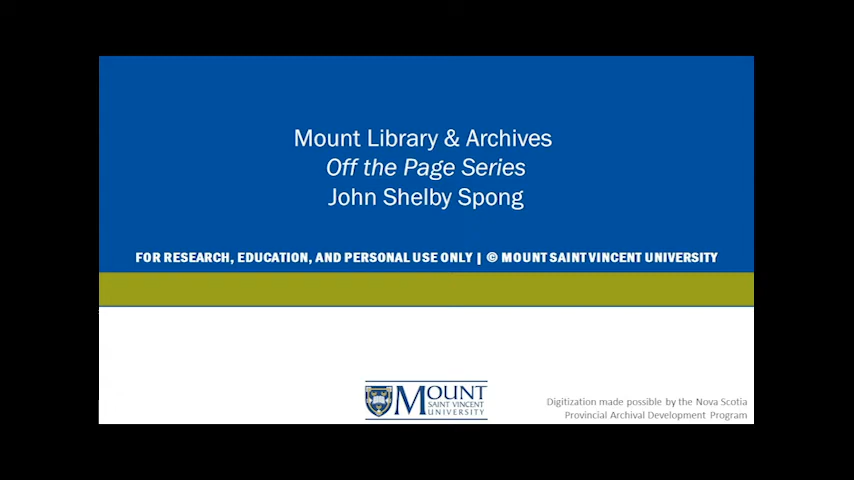 Mount Library & Archives
Off the Page Series
John Shelby Spong
FOR RESEARCH, EDUCATION, AND PERSONAL USE ONLY | © MOUNT SAINT VINCENT UNIVERSITY
MOUNT
SAINT VINCENT
UNIVERSITY
Digitization made possible by the Nova Scotia
Provincial Archival Development Program